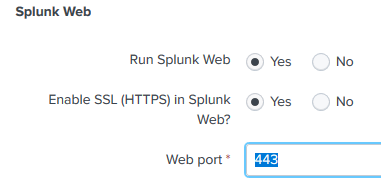 Splunk Web
Run Splunk Web Yes No
Enable SSL (HTTPS) in Splunk Yes No
Web?
Web port * 443